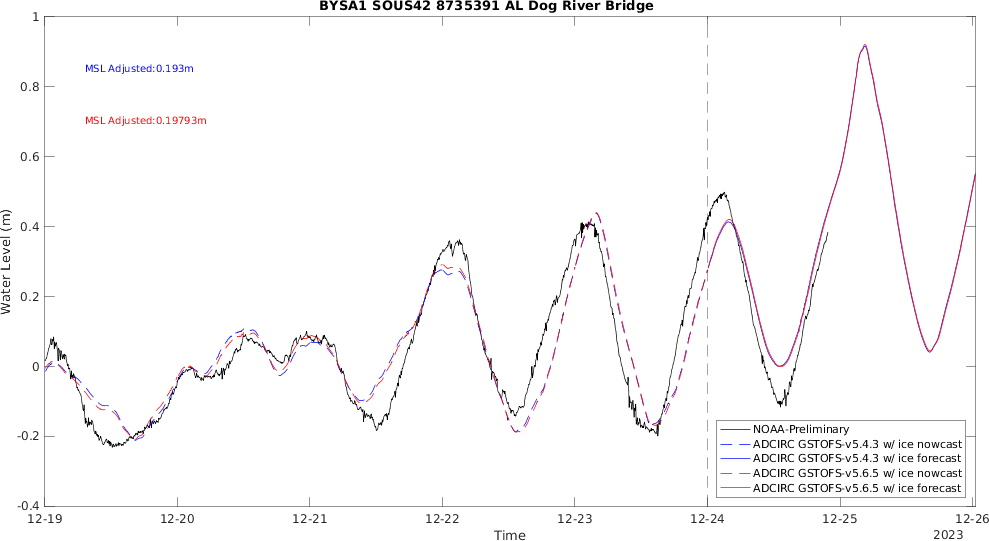 BYSA1 SOUS42 8735391 AL Dog River Bridge
MSL Adjusted:0.193m
MSL Adjusted:0.19793m
Water Level (m)
1
0.8
0.6
0.4
0.2
0
-0.2
-0.4
NOAA-Preliminary
ADCIRC GSTOFS-v5.4.3 w/ ice nowcast
ADCIRC GSTOFS-v5.4.3 w/ ice forecast
ADCIRC GSTOFS-v5.6.5 w/ ice nowcast
ADCIRC GSTOFS-v5.6.5 w/ ice forecast
12-19 12-20 12-21 12-22 12-23 12-24 12-25 12-26
Time
2023